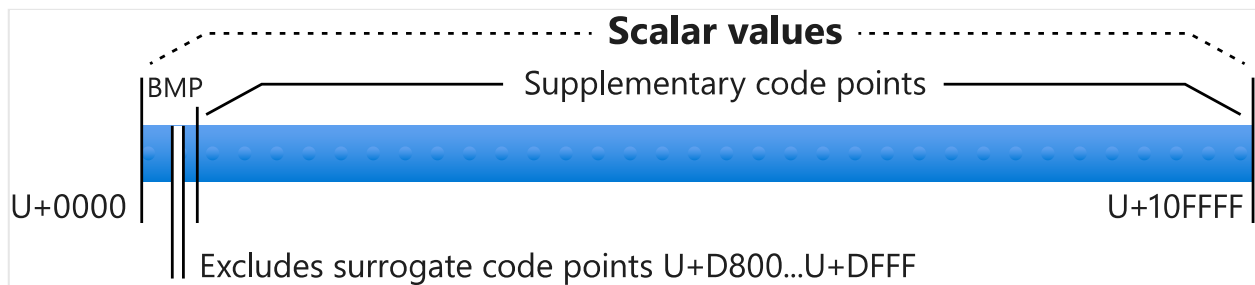 Scalar values
BMP
Supplementary code points
U+0000
U+10FFFF
Excludes surrogate code points U+D800...U+DFFF